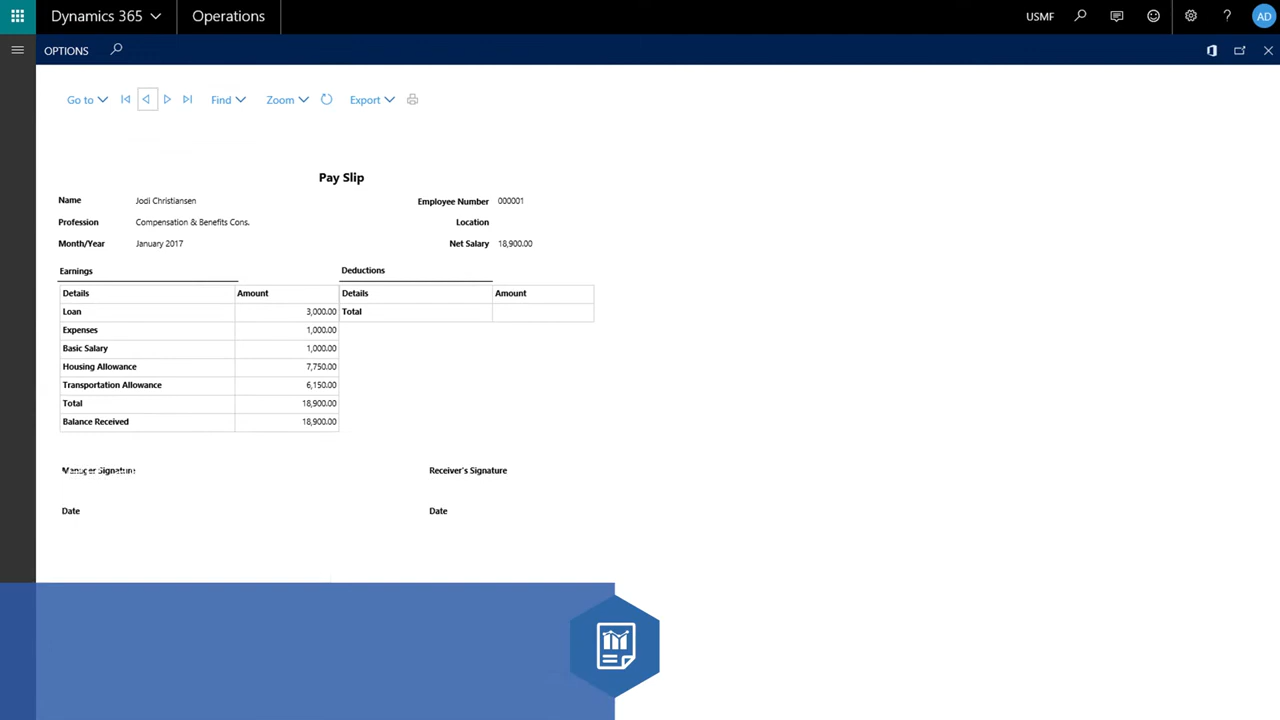 Dynamics 365 Operations USMF ? AD
OPTIONS
Go to Find Zoom Export
Pay Slip
Name Jodi Christiansen Employee Number 000001
Profession Compensation & Benefits Cons. Location
Month/Year January 2017 Net Salary 18,900.00
Earnings Deductions
Details Amount Details Amount
Loan 3,000.00 Total
Expenses 1,000.00
Basic Salary 1,000.00
Housing Allowance 7,750.00
Transportation Allowance 6,150.00
Total 18,900.00
Balance Received 18,900.00
Manager Signature Receiver's Signature
Date Date